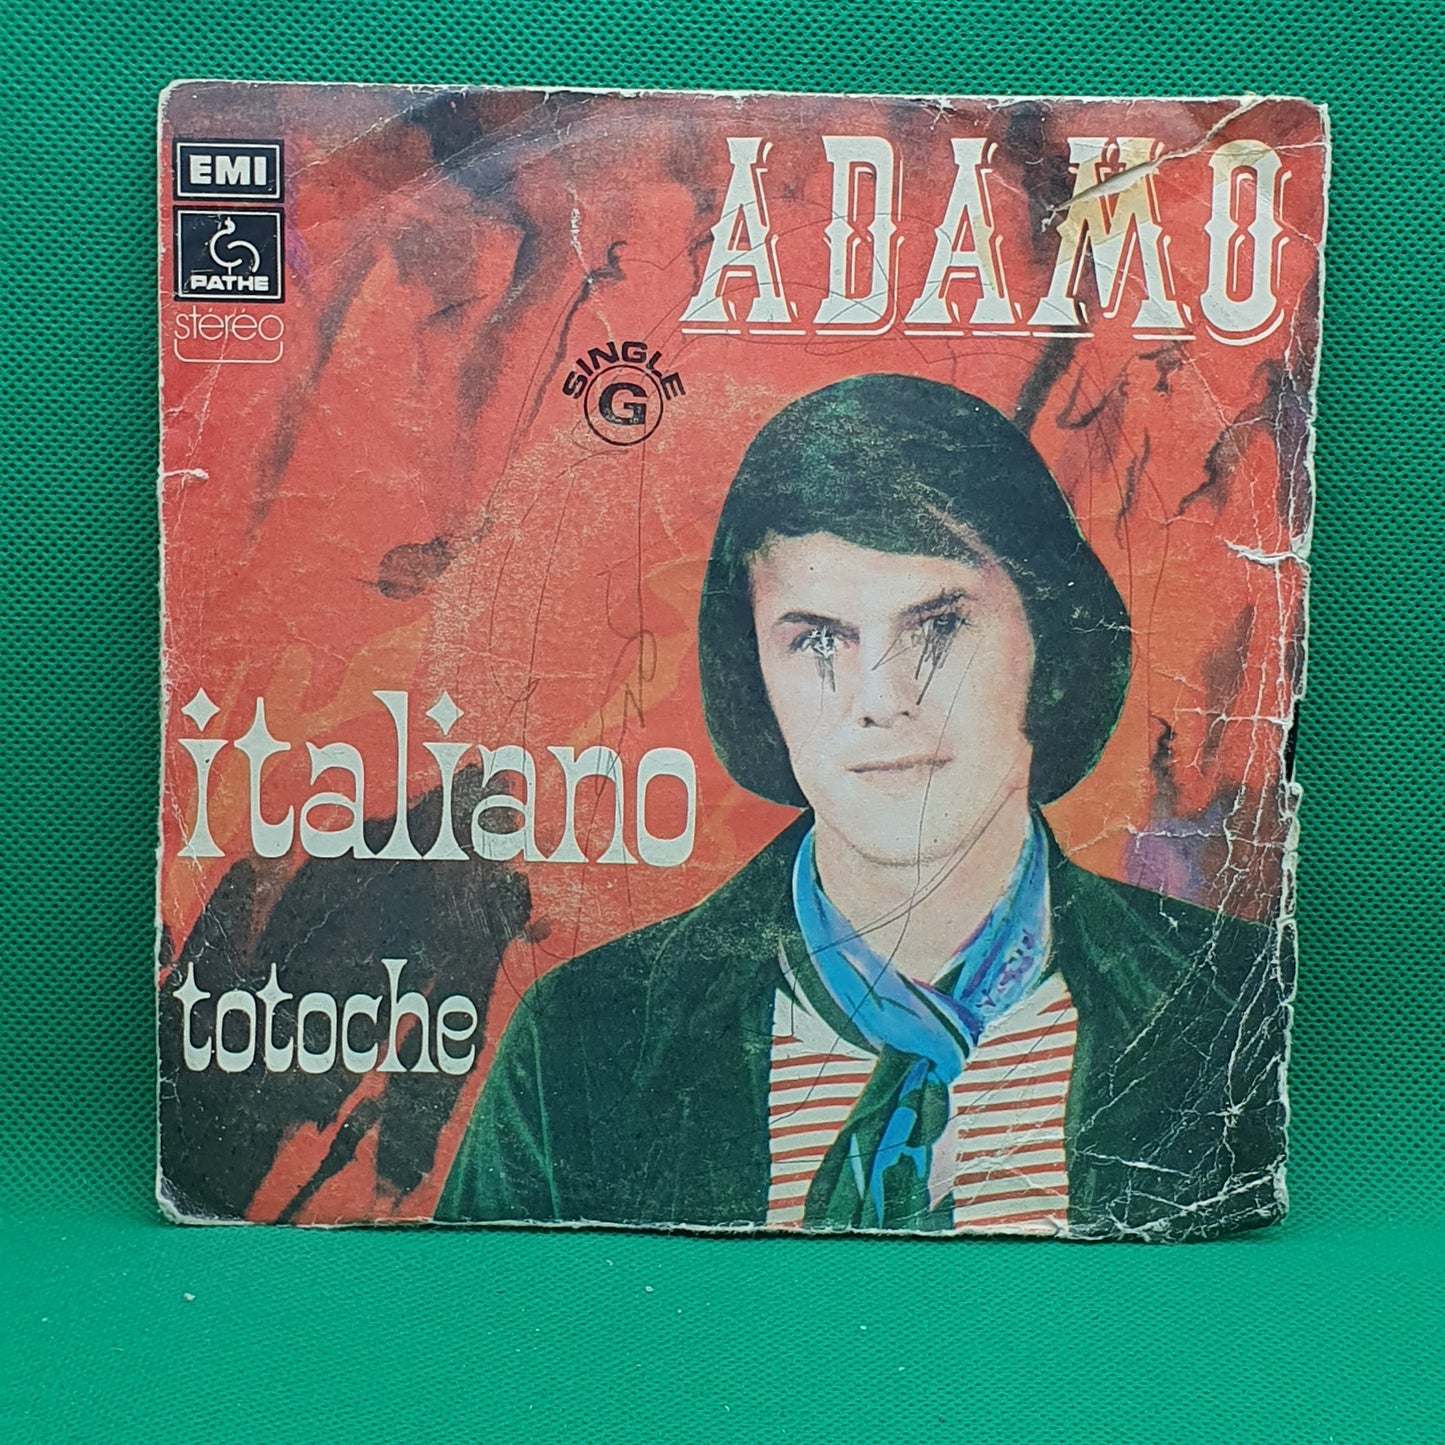 EMI
PATHE
stéréo
ADAMO
SINGLE
G
italiano
totoche